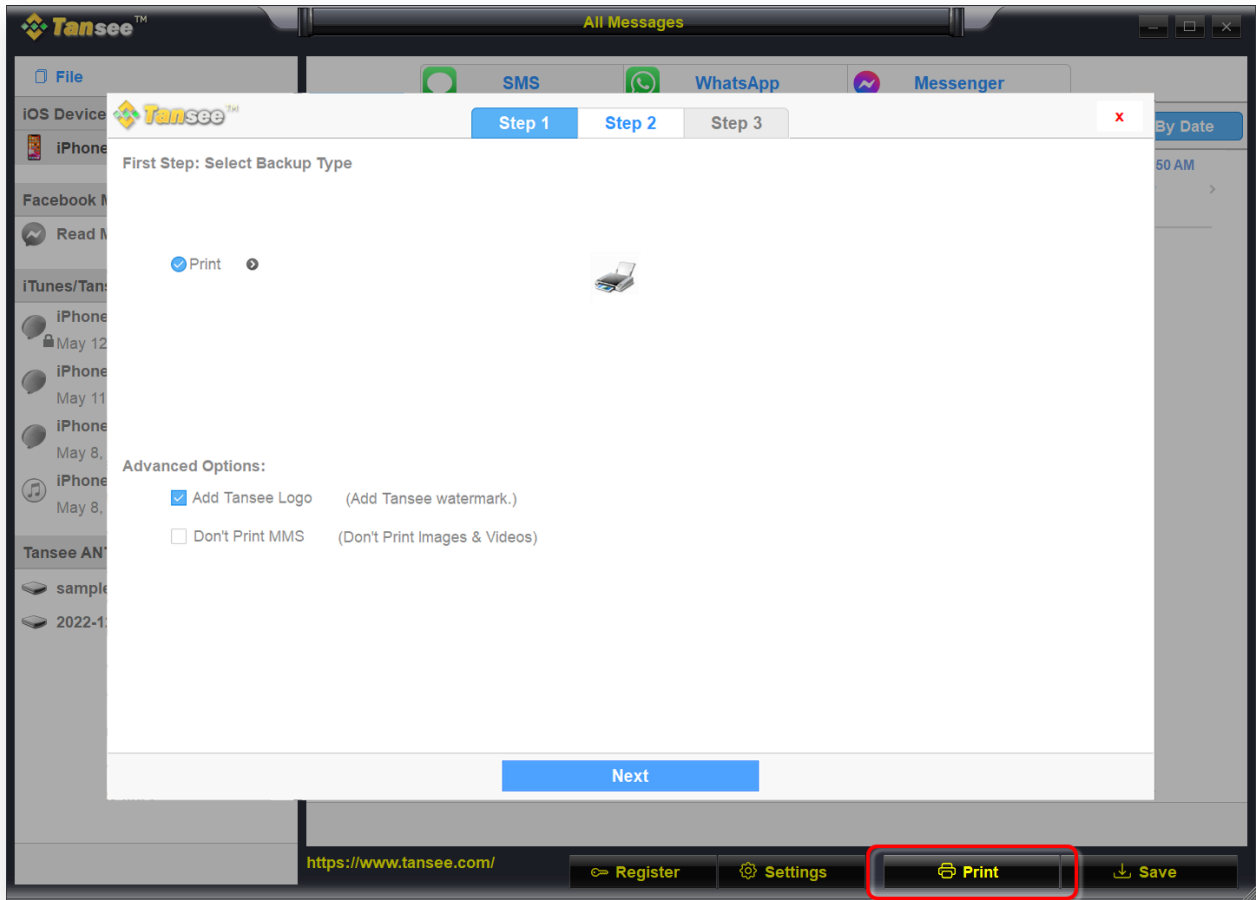 Tansee™
All Messages
File
SMS
WhatsApp
Messenger
iOS Device
Tansee™
Step 1
Step 2
Step 3
x
By Date
iPhone
First Step: Select Backup Type
50 AM
Facebook
Read
Print
iTunes/Tans
iPhone
May 12
iPhone
May 11
iPhone
May 8,
Advanced Options:
iPhone
Add Tansee Logo (Add Tansee watermark.)
May 8,
Don't Print MMS (Don't Print Images & Videos)
Tansee AN
sample
2022-1
Next
https://www.tansee.com/
Register
Settings
Print
Save